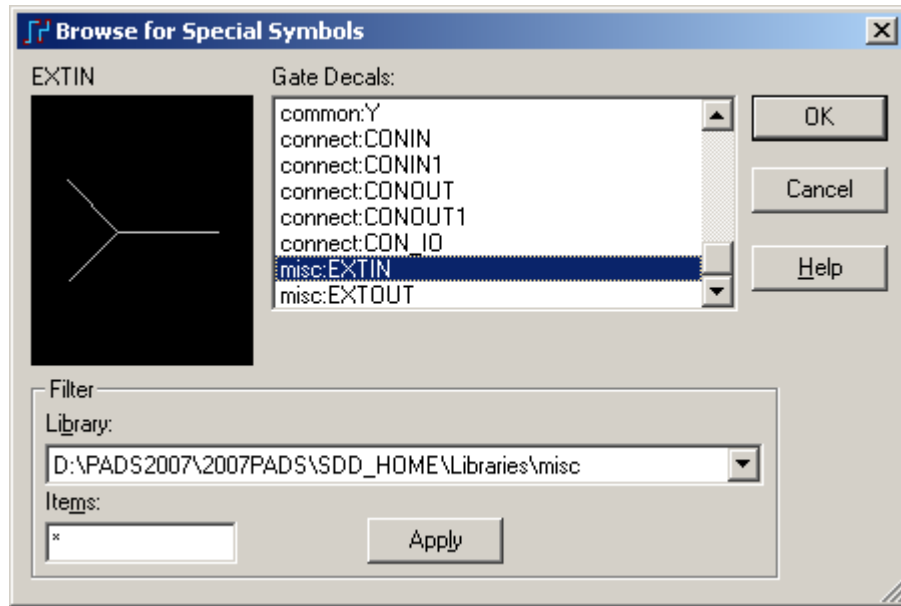 Browse for Special Symbols
EXTIN
Gate Decals:
common:Y
connect:CONIN
connect:CONIN1
connect:CONOUT
connect:CONOUT1
connect:CON_IO
misc:EXTIN
misc:EXTOUT
OK
Cancel
Help
Filter
Library:
D:\PADS2007\2007PADS\SDD_HOME\Libraries\misc
Items:
*
Apply